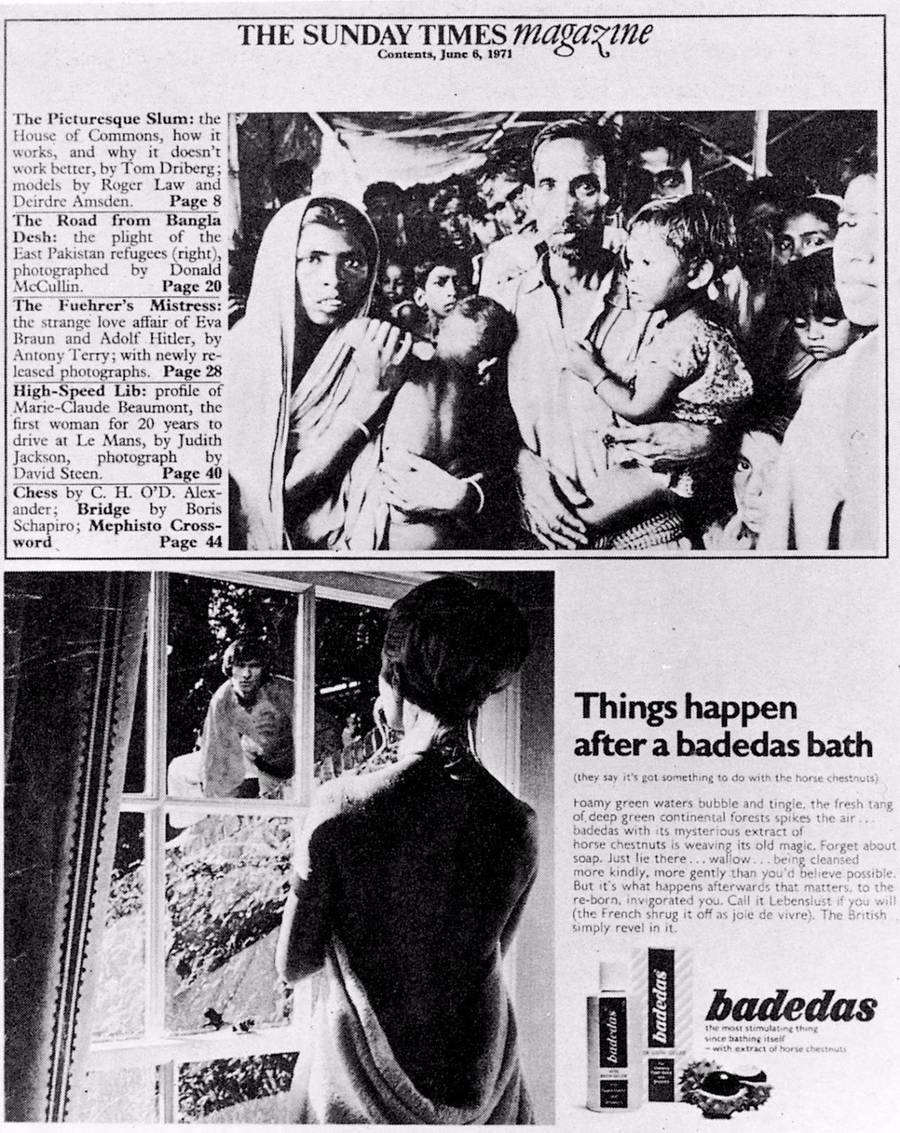 THE SUNDAY TIMES magazine
Contents, June 6, 1971
The Picturesque Slum: the
House of Commons, how it
works, and why it doesn't
work better, by Tom Driberg;
models by Roger Law and
Deirdre Amsden. Page 8
The Road from Bangla
Desh: the plight of the
East Pakistan refugees (right),
photographed by Donald
McCullin. Page 20
The Fuehrer's Mistress:
the strange love affair of Eva
Braun and Adolf Hitler, by
Antony Terry; with newly re-
leased photographs. Page 28
High-Speed Lib: profile of
Marie-Claude Beaumont, the
first woman for 20 years to
drive at Le Mans, by Judith
Jackson, photograph by
David Steen. Page 40
Chess by C. H. O'D. Alex-
ander; Bridge by Boris
Schapiro; Mephisto Cross-
word Page 44
Things happen
after a badedas bath
(they say it's got something to do with the horse chestnuts)
Foamy green waters bubble and tingle, the fresh tang
of deep green continental forests spikes the air...
badedas with its mysterious extract of
horse chestnuts is weaving its old magic. Forget about
soap. Just lie there... wallow... being cleansed
more kindly, more gently than you'd believe possible.
But it's what happens afterwards that matters, to the
re-born, invigorated you. Call it Lebenslust if you will
(the French shrug it off as joie de vivre). The British
simply revel in it.
badedas
badedas
badedas
the most stimulating thing
since bathing itself
– with extract of horse chestnuts